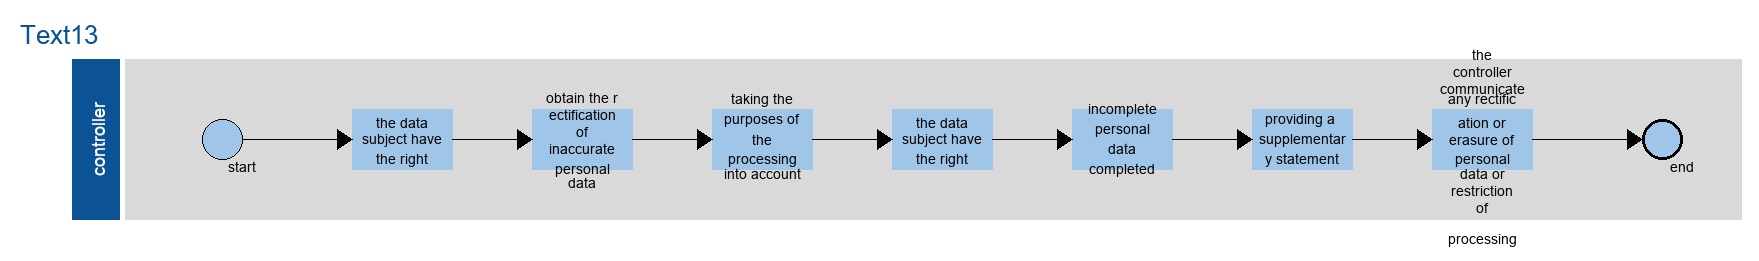 Text13
controller
start
the data
subject have
the right
obtain the r
ectification
of
inaccurate
personal
data
taking the
purposes of
the
processing
into account
the data
subject have
the right
incomplete
personal
data
completed
providing a
supplementar
y statement
the
controller
communicate
any rectific
ation or
erasure of
personal
data or
restriction
of
processing
end